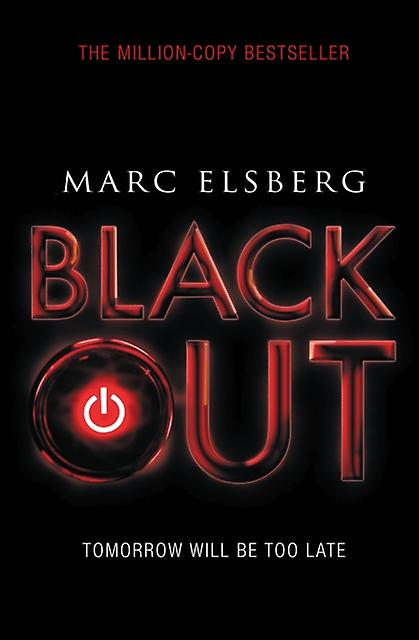 THE MILLION-COPY BESTSELLER
MARC ELSBERG
BLACK
OUT
TOMORROW WILL BE TOO LATE